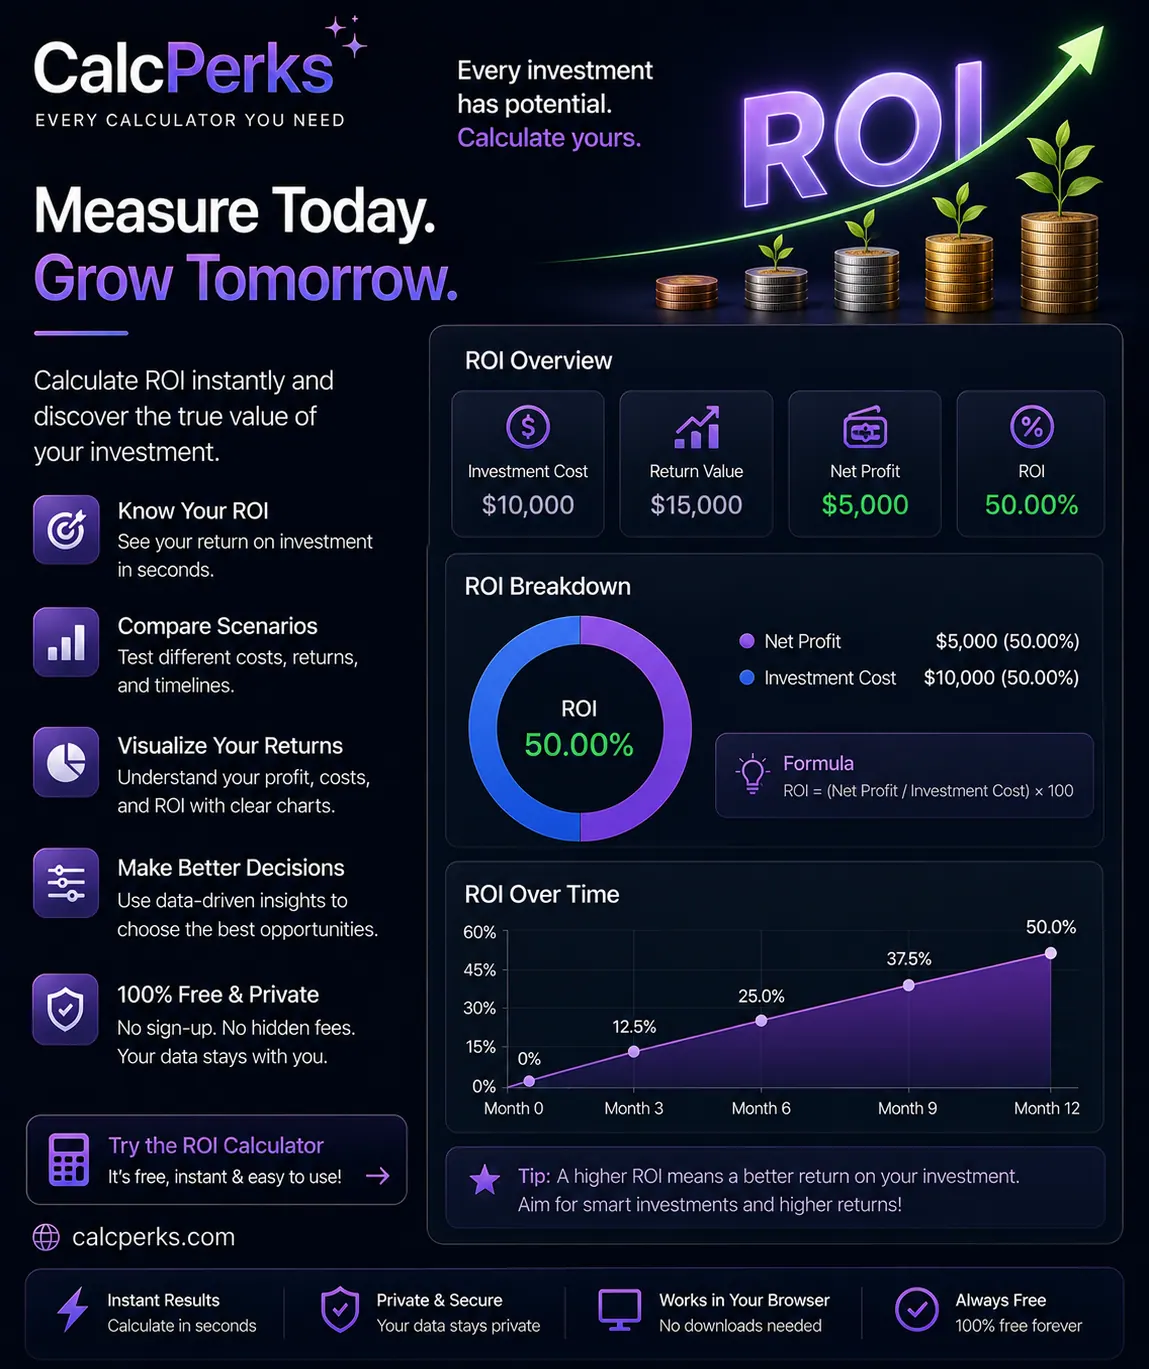 CalcPerks
EVERY CALCULATOR YOU NEED
Every investment
has potential.
Calculate yours.
ROI
Measure Today.
Grow Tomorrow.
Calculate ROI instantly and
discover the true value of
your investment.
Know Your ROI
See your return on investment
in seconds.
Compare Scenarios
Test different costs, returns,
and timelines.
Visualize Your Returns
Understand your profit, costs,
and ROI with clear charts.
Make Better Decisions
Use data-driven insights to
choose the best opportunities.
100% Free & Private
No sign-up. No hidden fees.
Your data stays with you.
Try the ROI Calculator
It's free, instant & easy to use!
calcperks.com
ROI Overview
$
Investment Cost
$10,000
Return Value
$15,000
Net Profit
$5,000
%
ROI
50.00%
ROI Breakdown
ROI
50.00%
Net Profit $5,000 (50.00%)
Investment Cost $10,000 (50.00%)
Formula
ROI = (Net Profit / Investment Cost) × 100
ROI Over Time
60%
45%
30%
15%
0%
0%
12.5%
25.0%
37.5%
50.0%
Month 0 Month 3 Month 6 Month 9 Month 12
Tip: A higher ROI means a better return on your investment.
Aim for smart investments and higher returns!
Instant Results
Calculate in seconds
Private & Secure
Your data stays private
Works in Your Browser
No downloads needed
Always Free
100% free forever